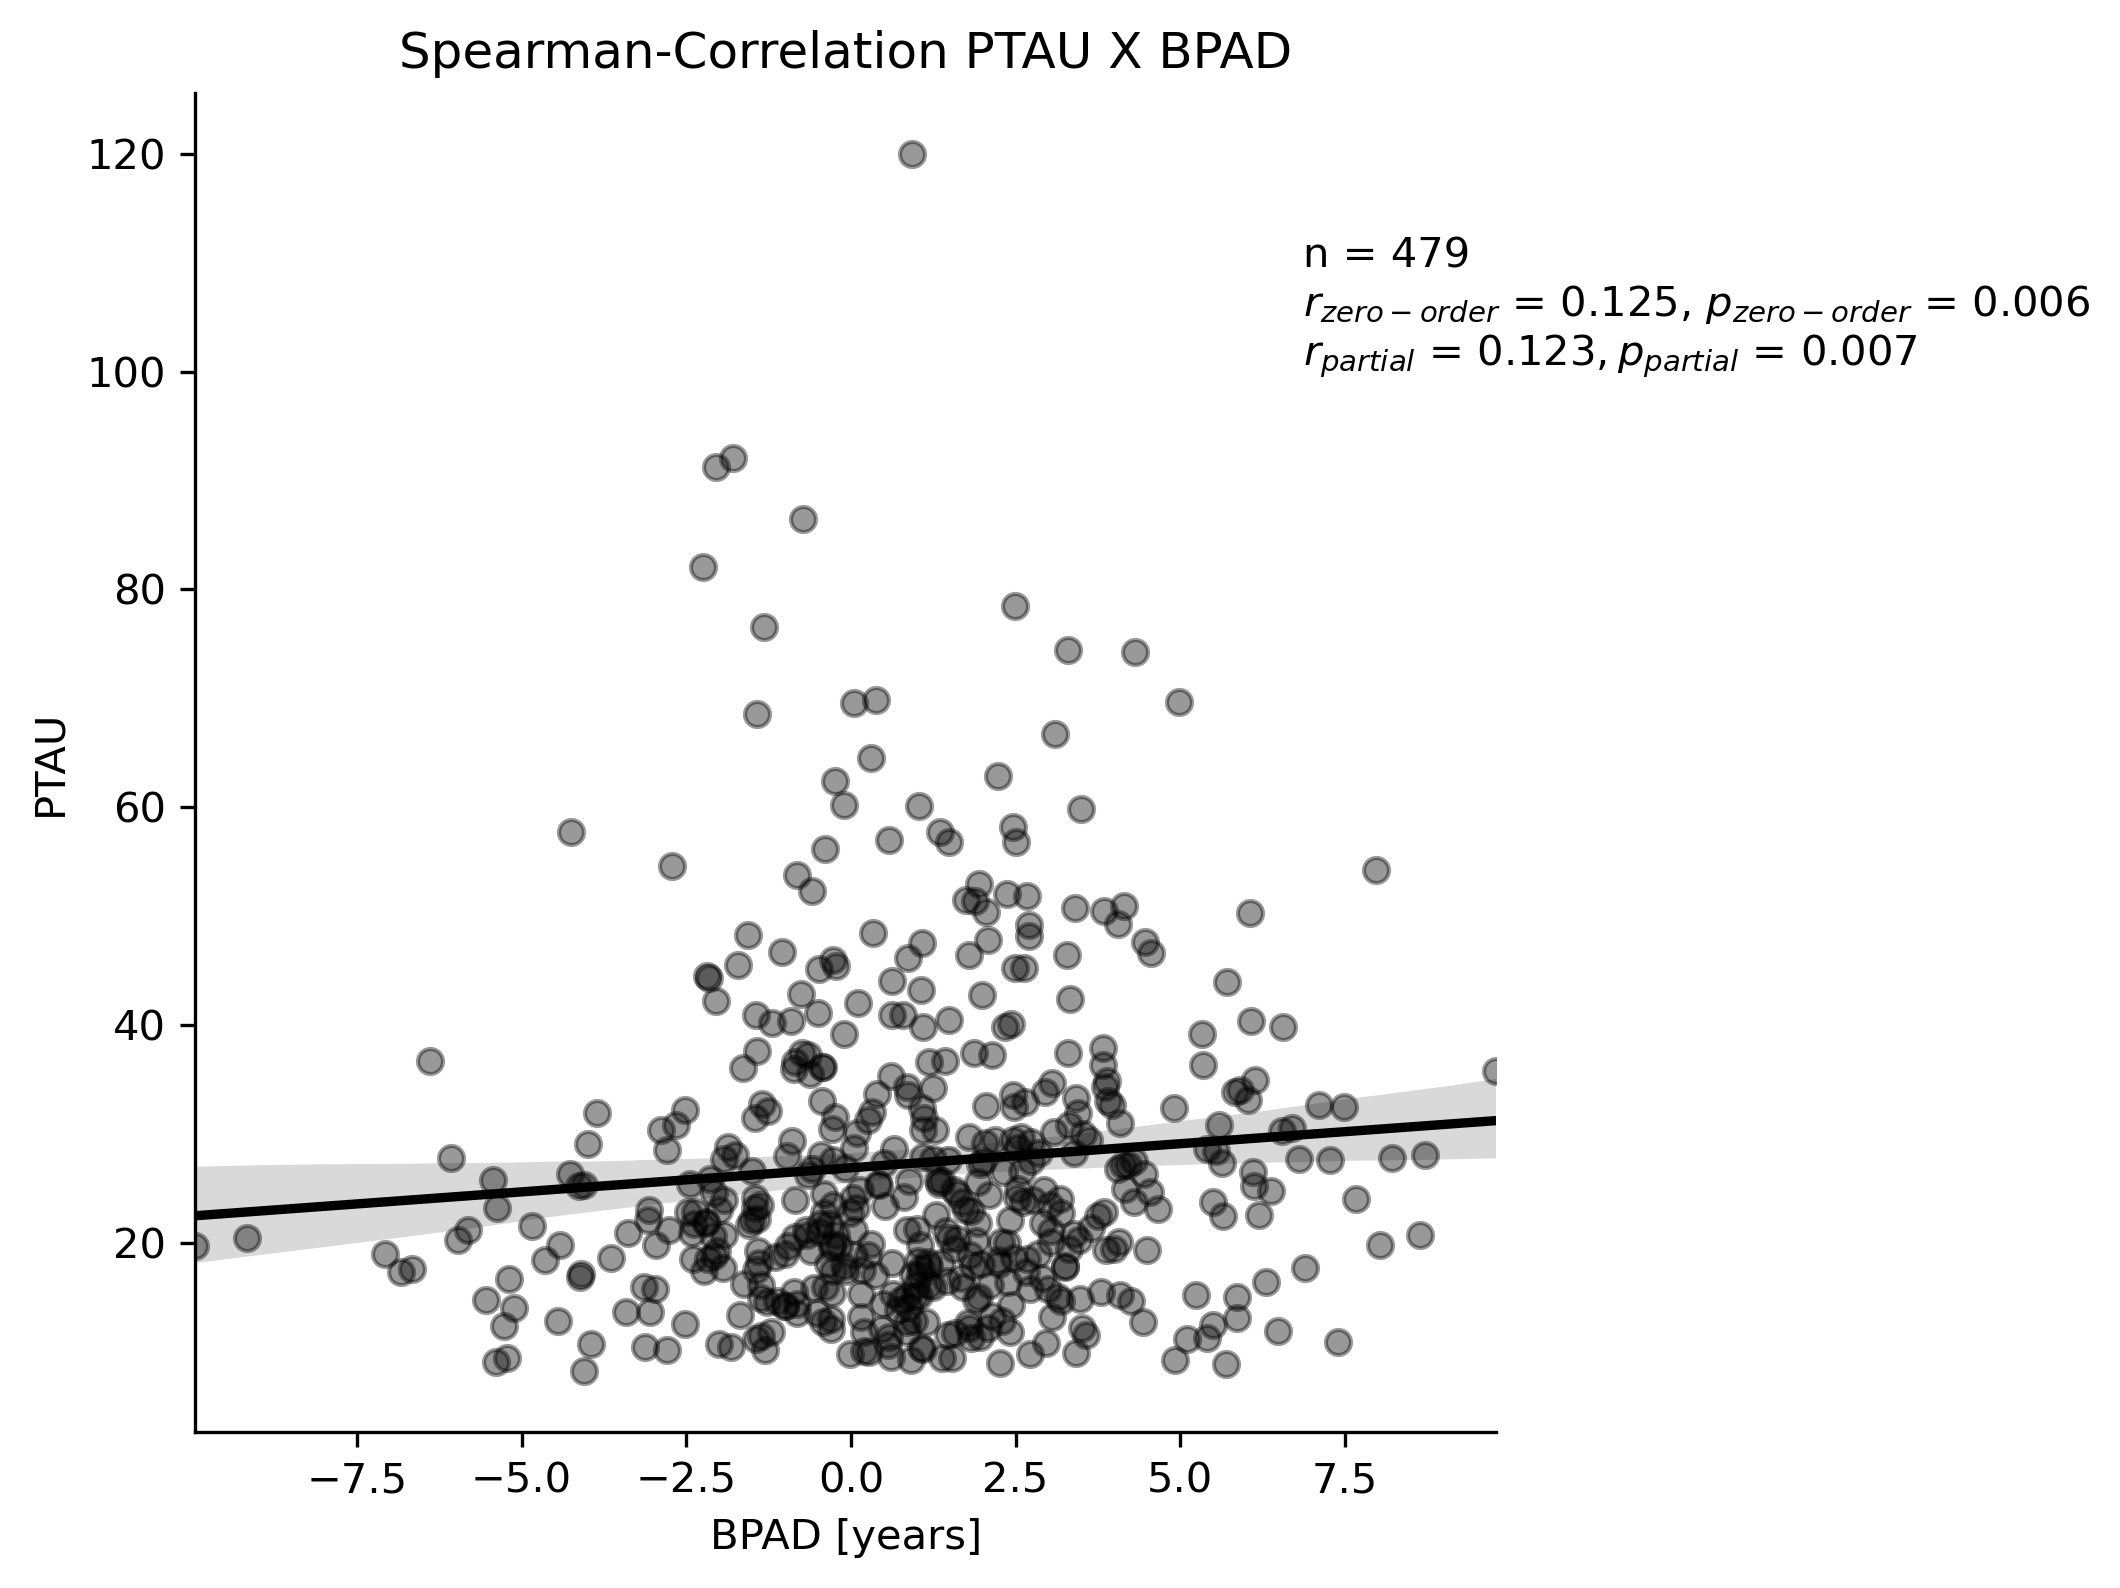 Spearman-Correlation PTAU X BPAD
120
100
80
60
40
20
PTAU
n = 479
r_zero−order = 0.125, p_zero−order = 0.006
r_partial = 0.123, p_partial = 0.007
−7.5 −5.0 −2.5 0.0 2.5 5.0 7.5
BPAD [years]